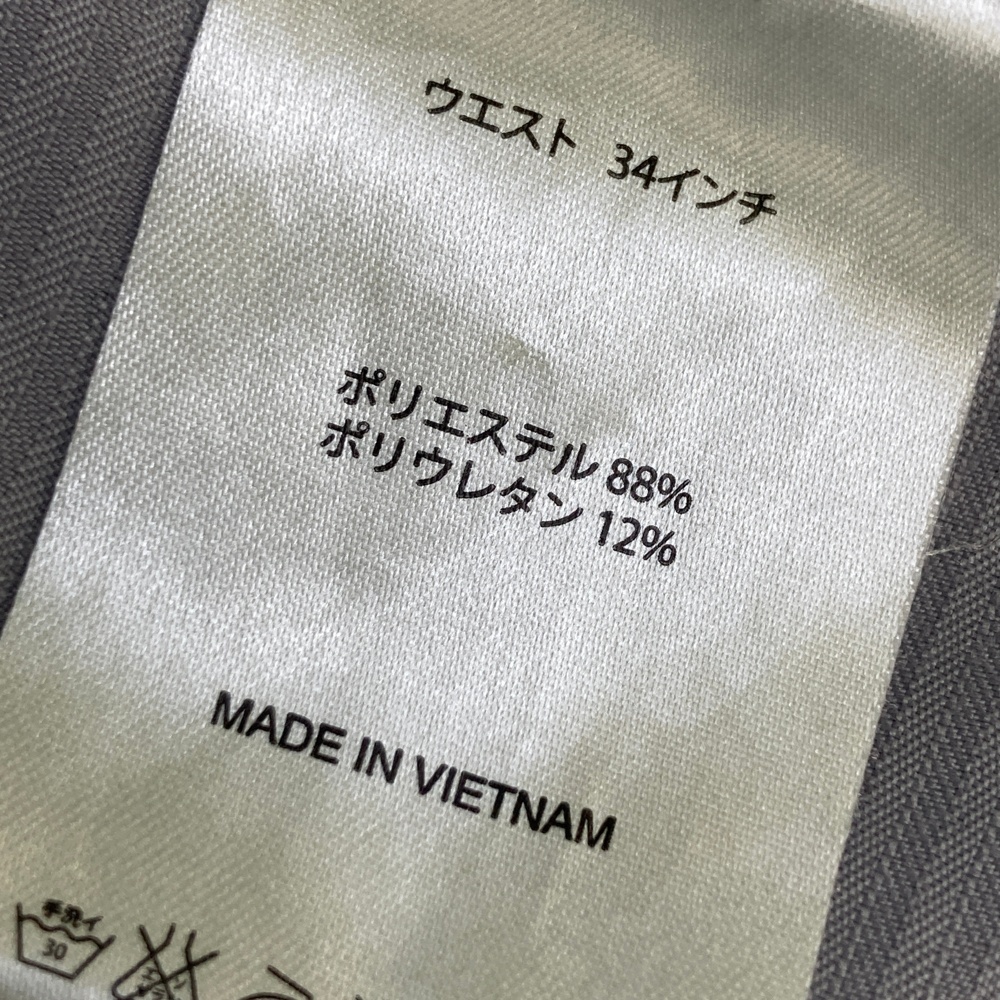 ウエスト 34インチ
ポリエステル 88%
ポリウレタン 12%
MADE IN VIETNAM
手洗イ
30